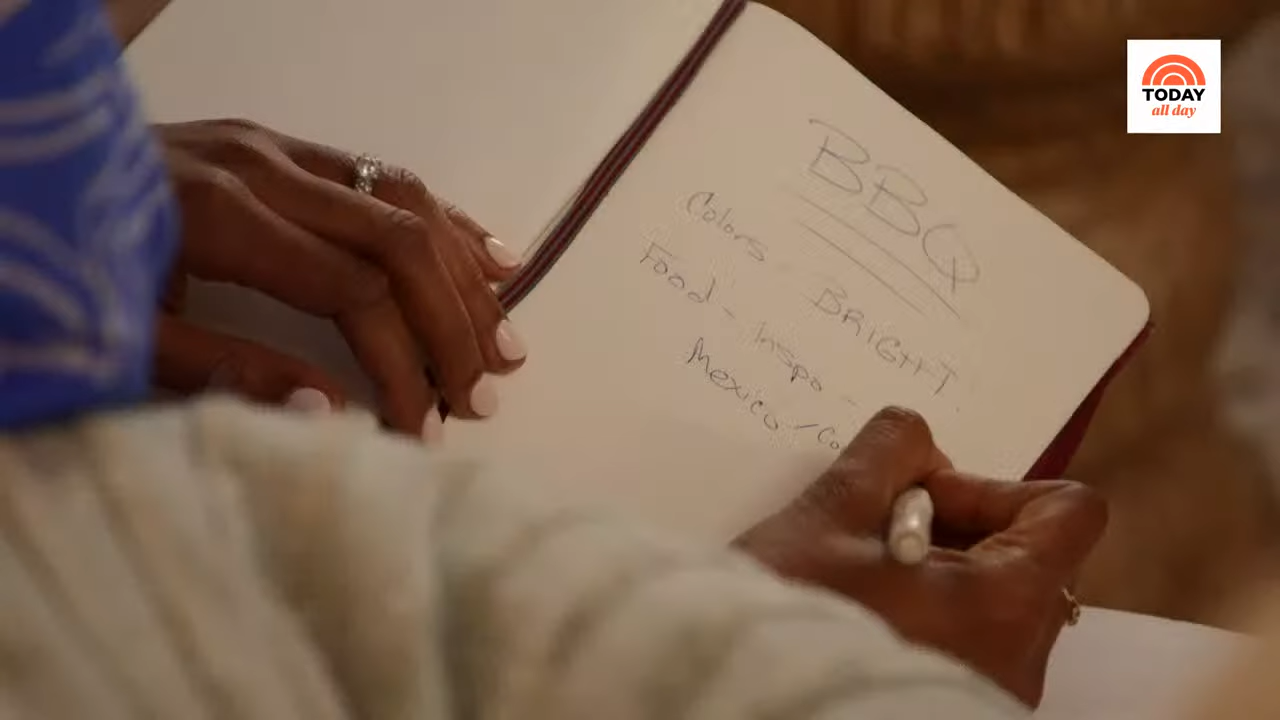 BBQ
Colors - BRIGHT
Food - Inspo -
Mexico /
TODAY
all day